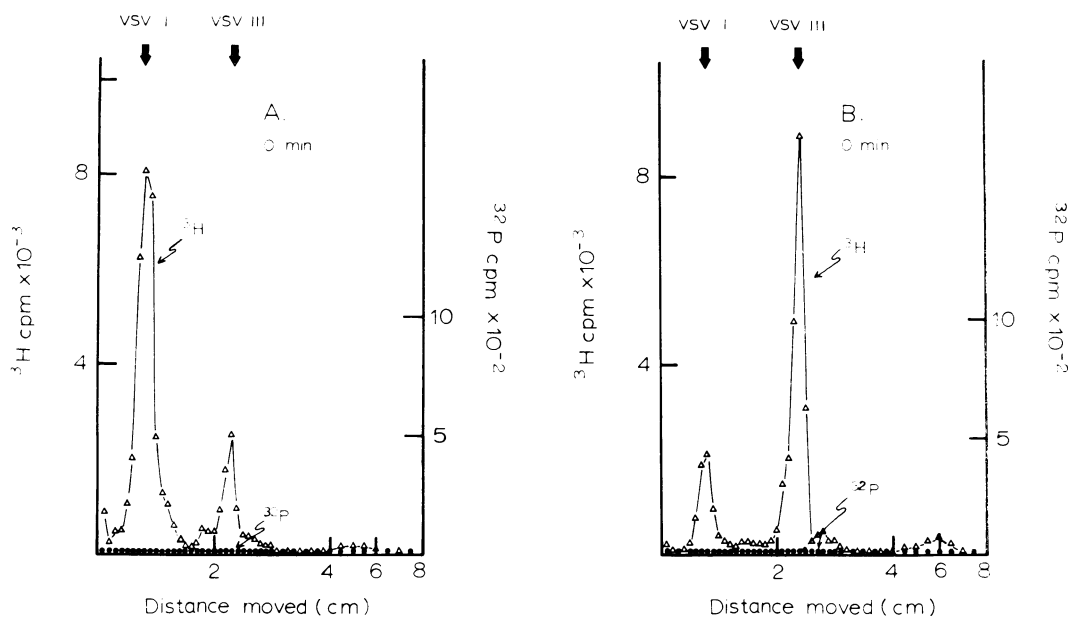 VSV I VSV III
A.
0 min
8
4
³H
³²P
10
5
2 4 6 8
³H cpm x10⁻³
³²P cpm x10⁻²
Distance moved (cm)
VSV I VSV III
B.
0 min
8
4
³H
³²P
10
5
2 4 6 8
³H cpm x10⁻³
³²P cpm x10⁻²
Distance moved (cm)